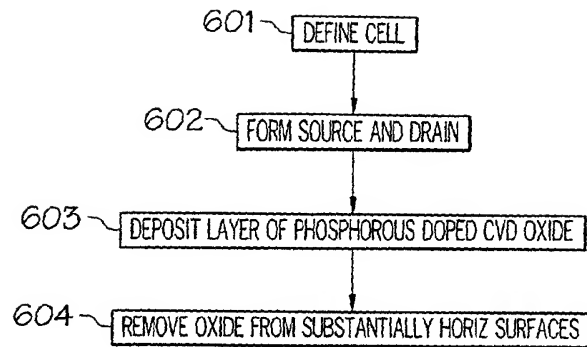 601 DEFINE CELL
602 FORM SOURCE AND DRAIN
603 DEPOSIT LAYER OF PHOSPHOROUS DOPED CVD OXIDE
604 REMOVE OXIDE FROM SUBSTANTIALLY HORIZ SURFACES